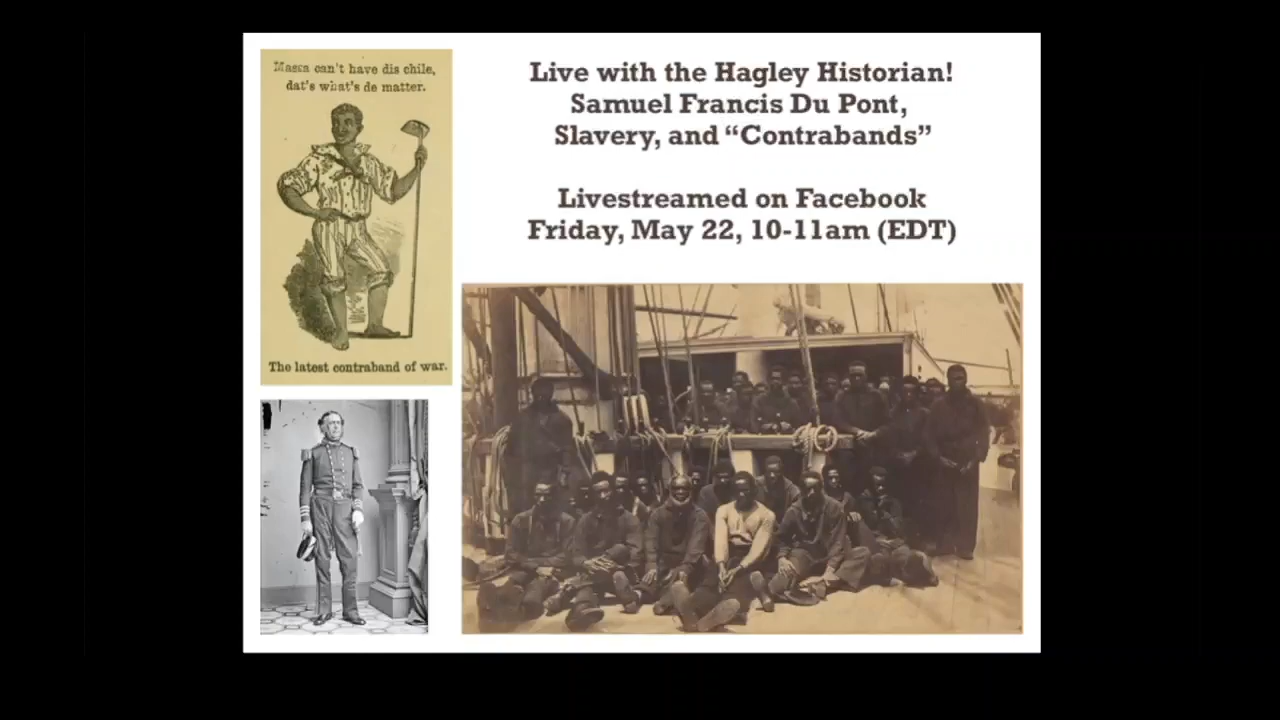 Massa can't have dis chile,
dat's what's de matter.
The latest contraband of war.
Live with the Hagley Historian!
Samuel Francis Du Pont,
Slavery, and “Contrabands”
Livestreamed on Facebook
Friday, May 22, 10-11am (EDT)